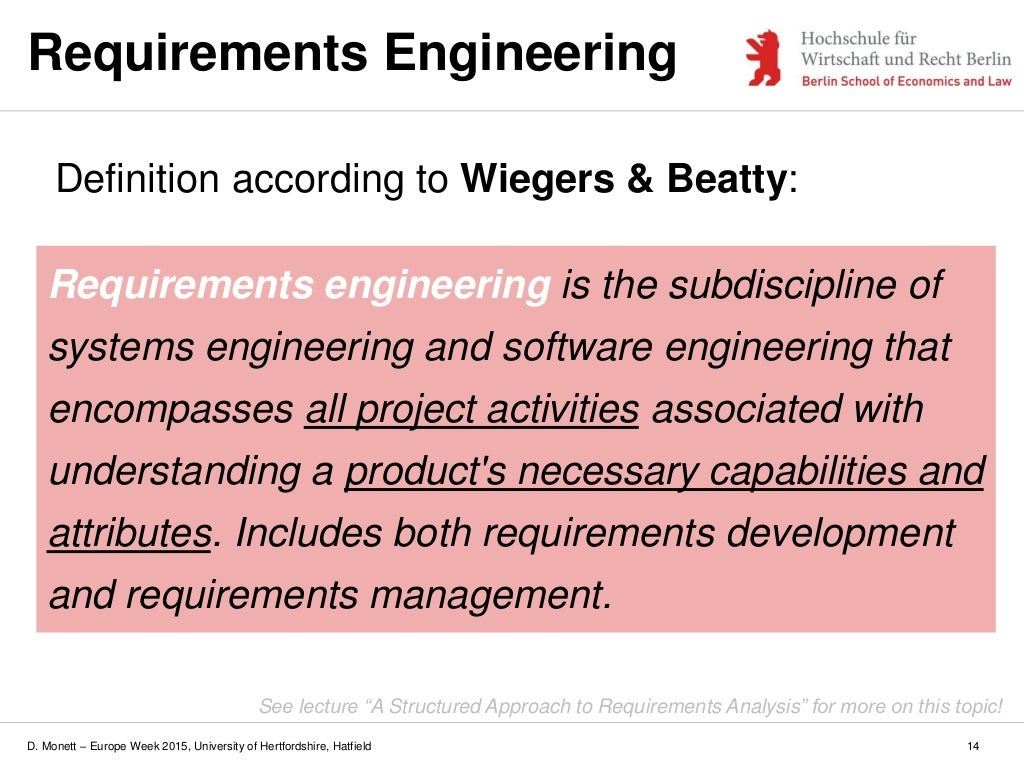 Requirements Engineering
Hochschule für
Wirtschaft und Recht Berlin
Berlin School of Economics and Law
Definition according to Wiegers & Beatty:
Requirements engineering is the subdiscipline of
systems engineering and software engineering that
encompasses all project activities associated with
understanding a product's necessary capabilities and
attributes. Includes both requirements development
and requirements management.
See lecture “A Structured Approach to Requirements Analysis” for more on this topic!
D. Monett – Europe Week 2015, University of Hertfordshire, Hatfield
14